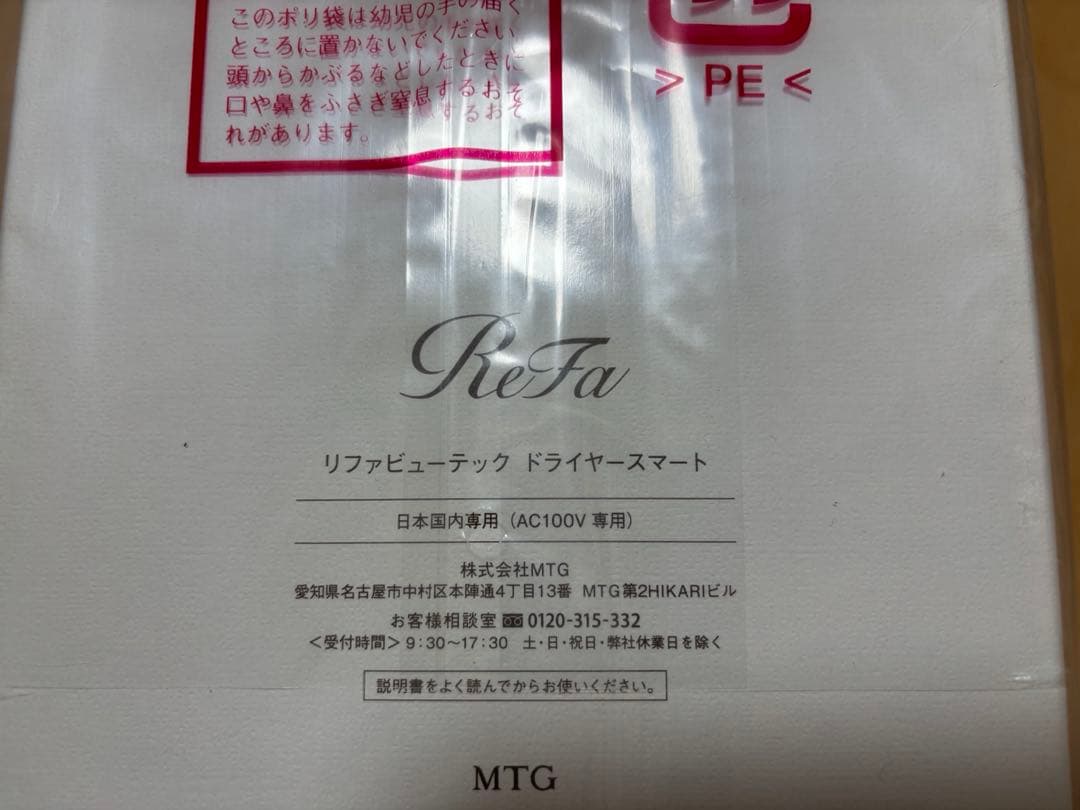 このポリ袋は幼児の手の届く
ところに置かないでください。
頭からかぶるなどしたときに
口や鼻をふさぎ窒息するおそ
れがあります。
> PE <
ReFa
リファビューテック ドライヤースマート
日本国内専用（AC100V 専用）
株式会社MTG
愛知県名古屋市中村区本陣通4丁目13番 MTG第2HIKARIビル
お客様相談室 0120-315-332
＜受付時間＞9:30〜17:30 土・日・祝日・弊社休業日を除く
説明書をよく読んでからお使いください。
MTG